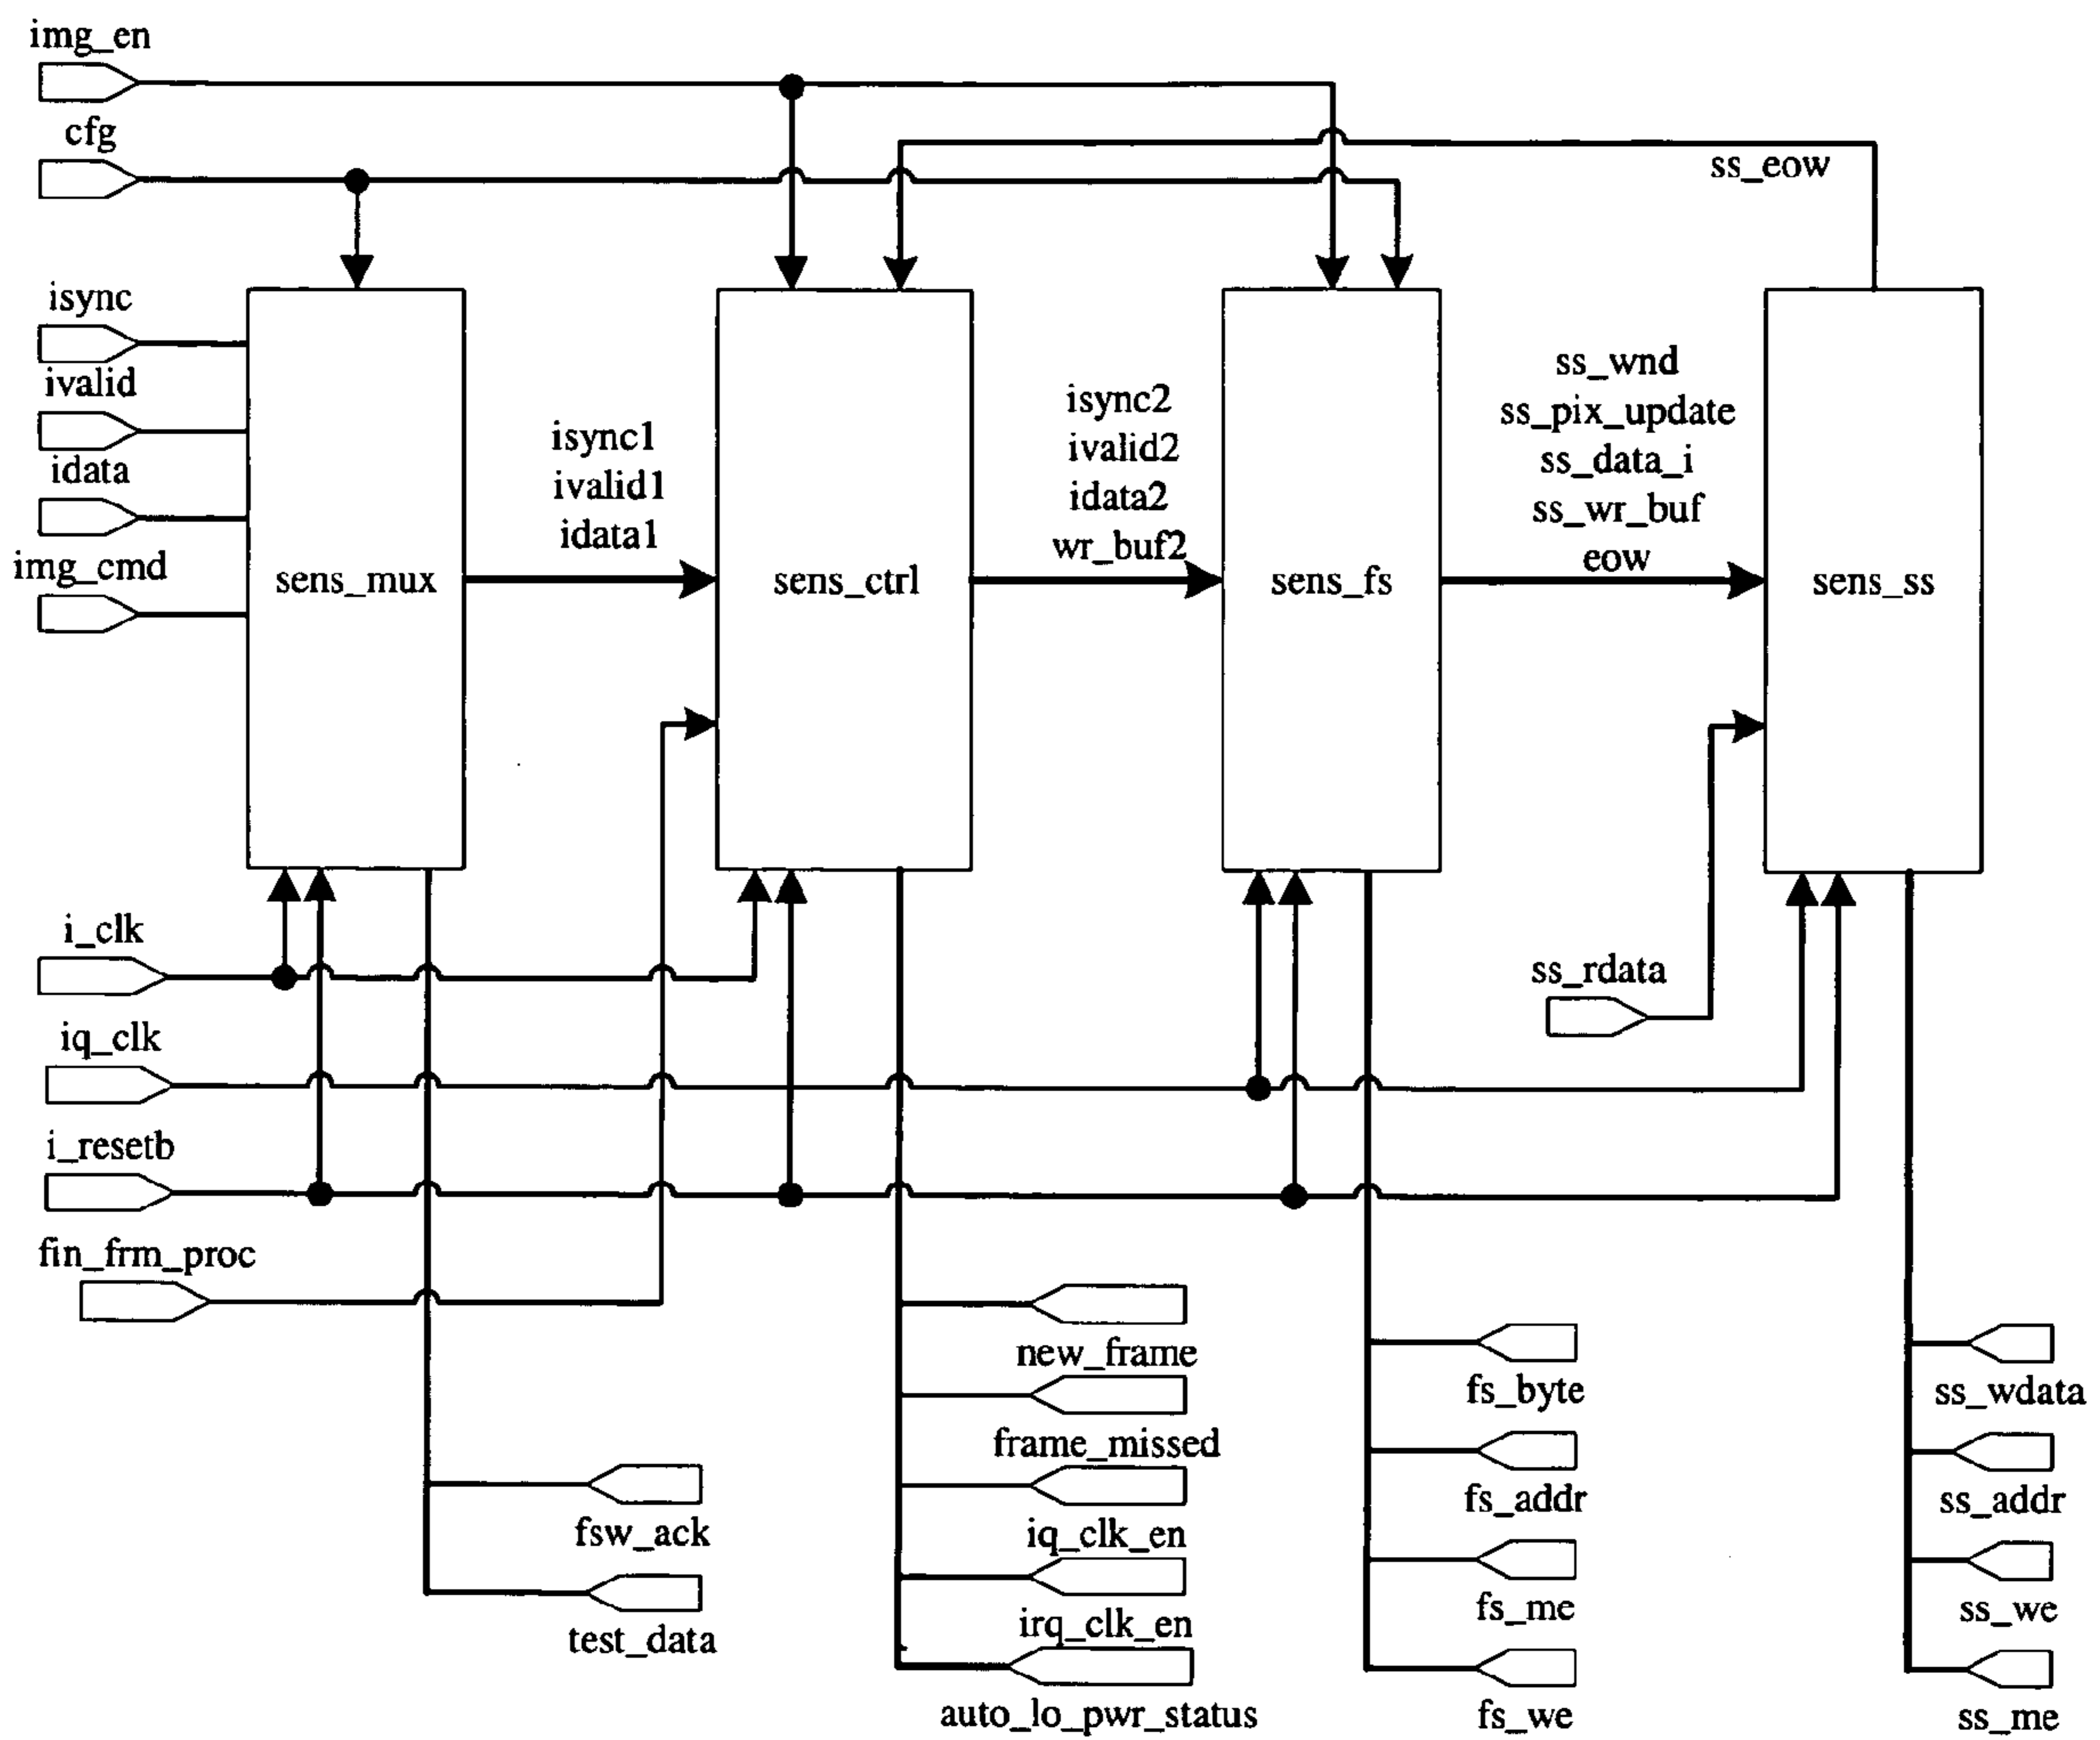 img_en
cfg
ss_eow
isync
ivalid
idata
img_cmd
sens_mux
isync1
ivalid1
idata1
sens_ctrl
isync2
ivalid2
idata2
wr_buf2
sens_fs
ss_wnd
ss_pix_update
ss_data_i
ss_wr_buf
eow
sens_ss
i_clk
iq_clk
i_resetb
fin_frm_proc
ss_rdata
fsw_ack
test_data
new_frame
frame_missed
iq_clk_en
irq_clk_en
auto_lo_pwr_status
fs_byte
fs_addr
fs_me
fs_we
ss_wdata
ss_addr
ss_we
ss_me